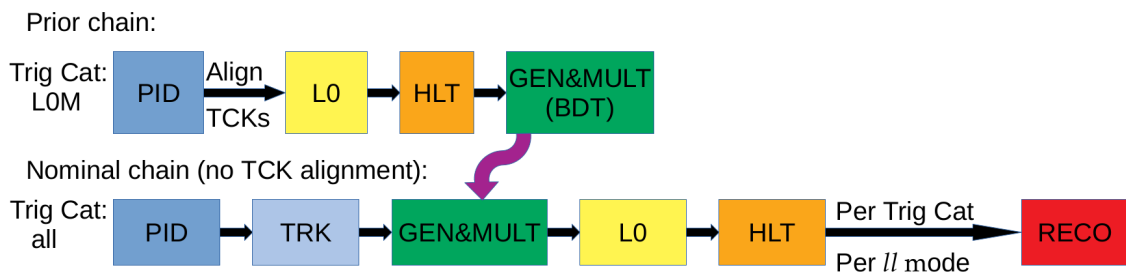 Prior chain:
Trig Cat:
L0M
PID
Align
TCKs
L0
HLT
GEN&MULT
(BDT)
Nominal chain (no TCK alignment):
Trig Cat:
all
PID
TRK
GEN&MULT
L0
HLT
Per Trig Cat
Per ll mode
RECO